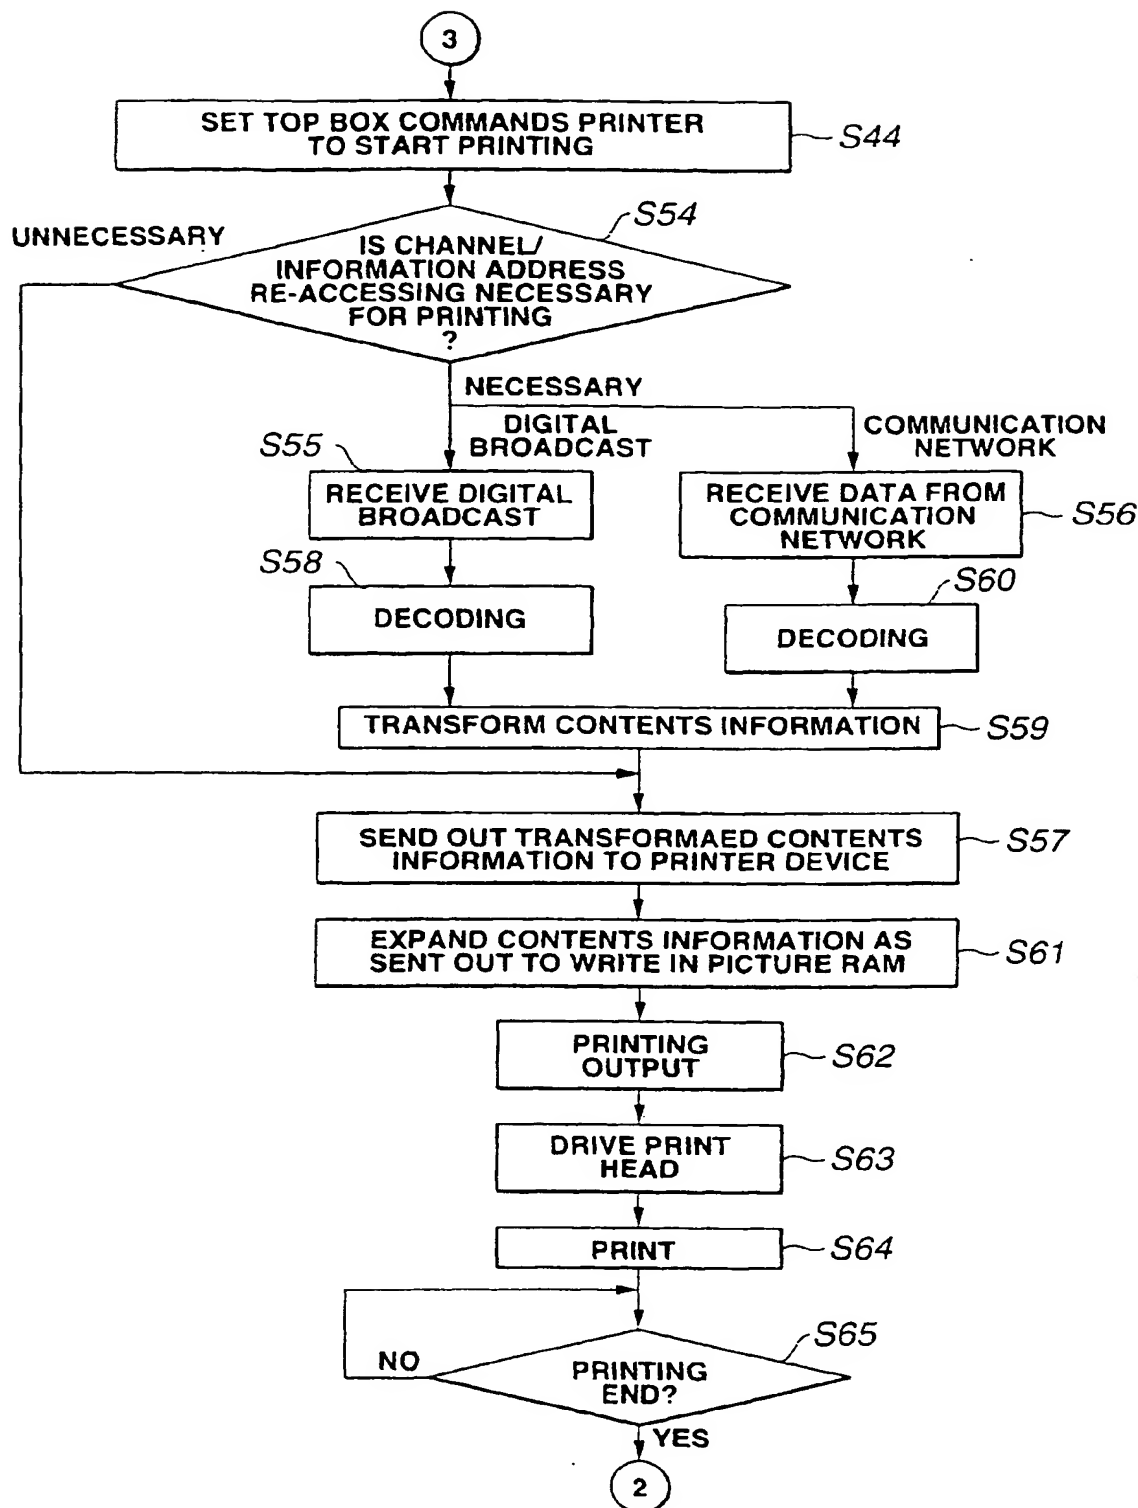 3
SET TOP BOX COMMANDS PRINTER
TO START PRINTING
S44
S54
UNNECESSARY
IS CHANNEL/
INFORMATION ADDRESS
RE-ACCESSING NECESSARY
FOR PRINTING
?
NECESSARY
DIGITAL
BROADCAST
COMMUNICATION
NETWORK
S55
RECEIVE DIGITAL
BROADCAST
RECEIVE DATA FROM
COMMUNICATION
NETWORK
S56
S58
DECODING
S60
DECODING
TRANSFORM CONTENTS INFORMATION
S59
SEND OUT TRANSFORMAED CONTENTS
INFORMATION TO PRINTER DEVICE
S57
EXPAND CONTENTS INFORMATION AS
SENT OUT TO WRITE IN PICTURE RAM
S61
PRINTING
OUTPUT
S62
DRIVE PRINT
HEAD
S63
PRINT
S64
S65
NO
PRINTING
END?
YES
2